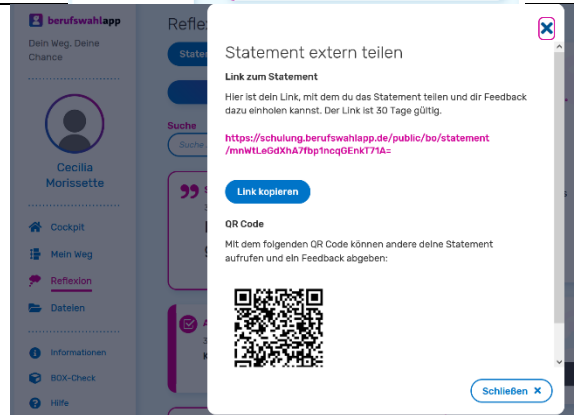 berufswahlapp
Dein Weg, Deine
Chance
Cecilia
Morissette
Cockpit
Mein Weg
Reflexion
Dateien
Informationen
BOX-Check
Hilfe
Refle
State
Suche
Suche
Statement extern teilen
Link zum Statement
Hier ist dein Link, mit dem du das Statement teilen und dir Feedback
dazu einholen kannst. Der Link ist 30 Tage gültig.
https://schulung.berufswahlapp.de/public/bo/statement
/mnWtLeGdXhA7fbp1ncqGEnkT71A=
Link kopieren
QR Code
Mit dem folgenden QR Code können andere deine Statement
aufrufen und ein Feedback abgeben:
Schließen ×